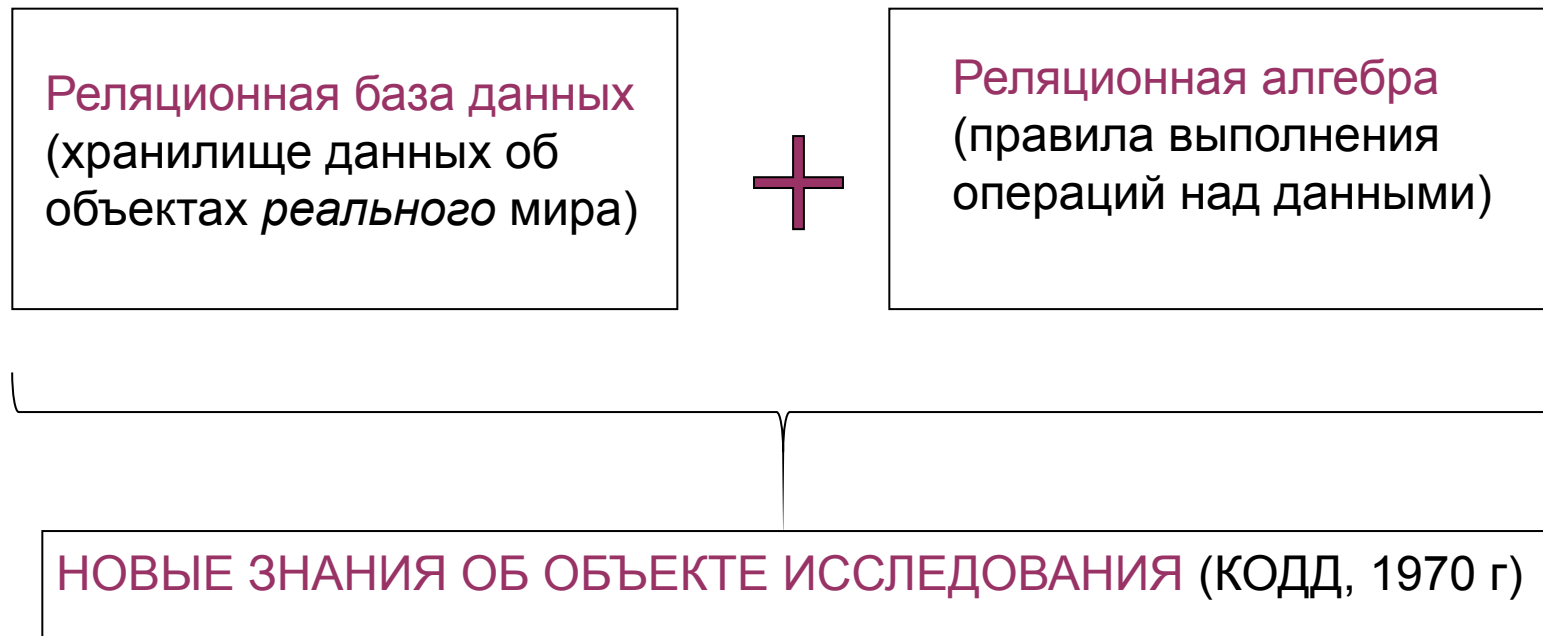 Реляционная база данных
(хранилище данных об
объектах реального мира)
+
Реляционная алгебра
(правила выполнения
операций над данными)
НОВЫЕ ЗНАНИЯ ОБ ОБЪЕКТЕ ИССЛЕДОВАНИЯ (КОДД, 1970 г)